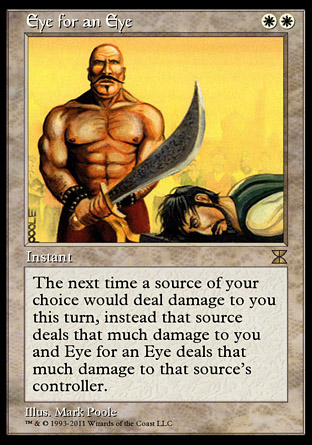 Eye for an Eye
POOLE
Instant
The next time a source of your
choice would deal damage to you
this turn, instead that source
deals that much damage to you
and Eye for an Eye deals that
much damage to that source's
controller.
Illus. Mark Poole
™ & © 1993-2011 Wizards of the Coast LLC